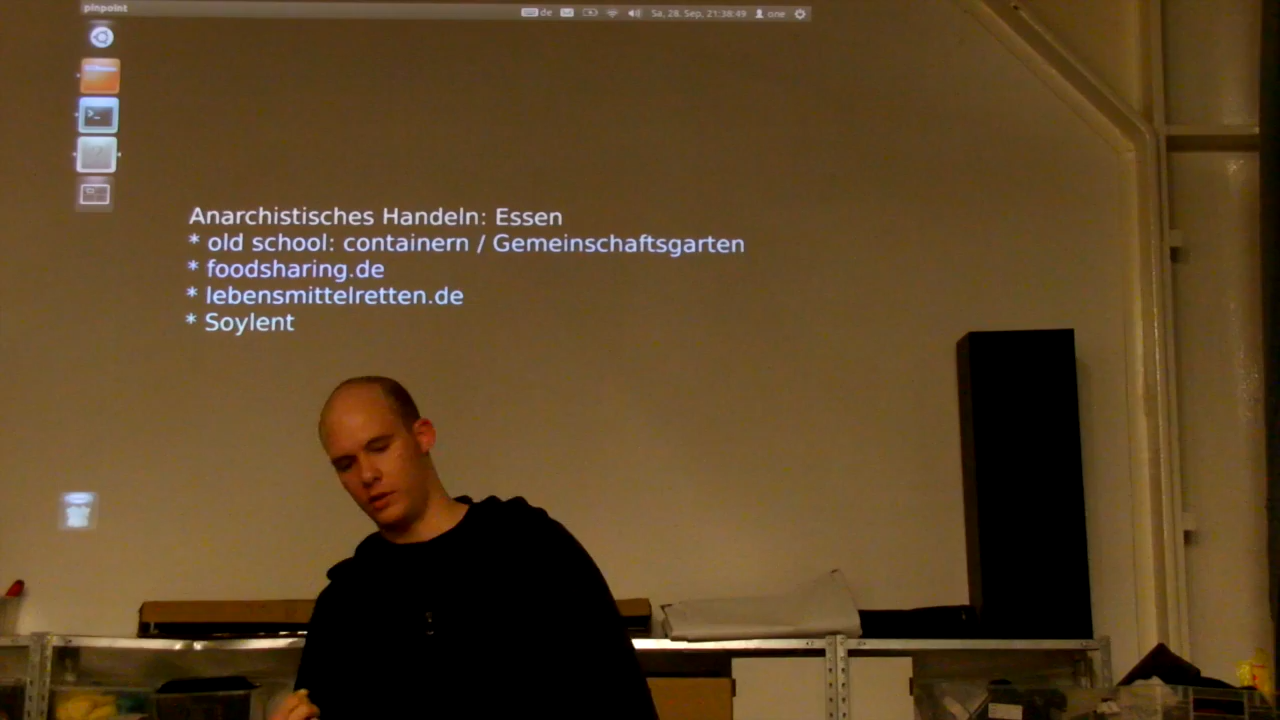 pinpoint
de Sa, 28. Sep, 21:38:49 one
Anarchistisches Handeln: Essen
* old school: containern / Gemeinschaftsgarten
* foodsharing.de
* lebensmittelretten.de
* Soylent